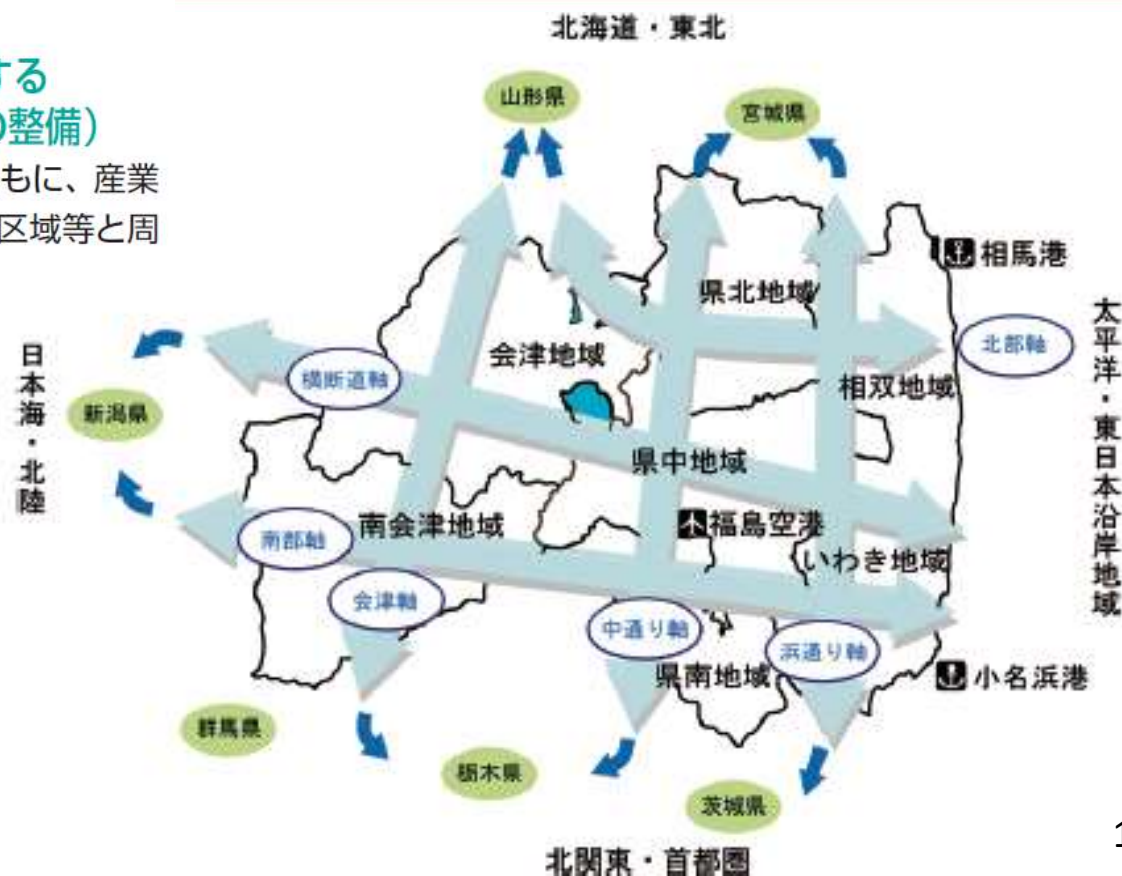 北海道・東北
する
の整備）
もに、産業
区域等と周
山形県
宮城県
相馬港
県北地域
北部軸
太平洋・東日本沿岸地域
日本海・北陸
会津地域
横断道軸
相双地域
新潟県
県中地域
福島空港
南会津地域
南部軸
いわき地域
会津軸
中通り軸
浜通り軸
県南地域
小名浜港
群馬県
栃木県
茨城県
北関東・首都圏